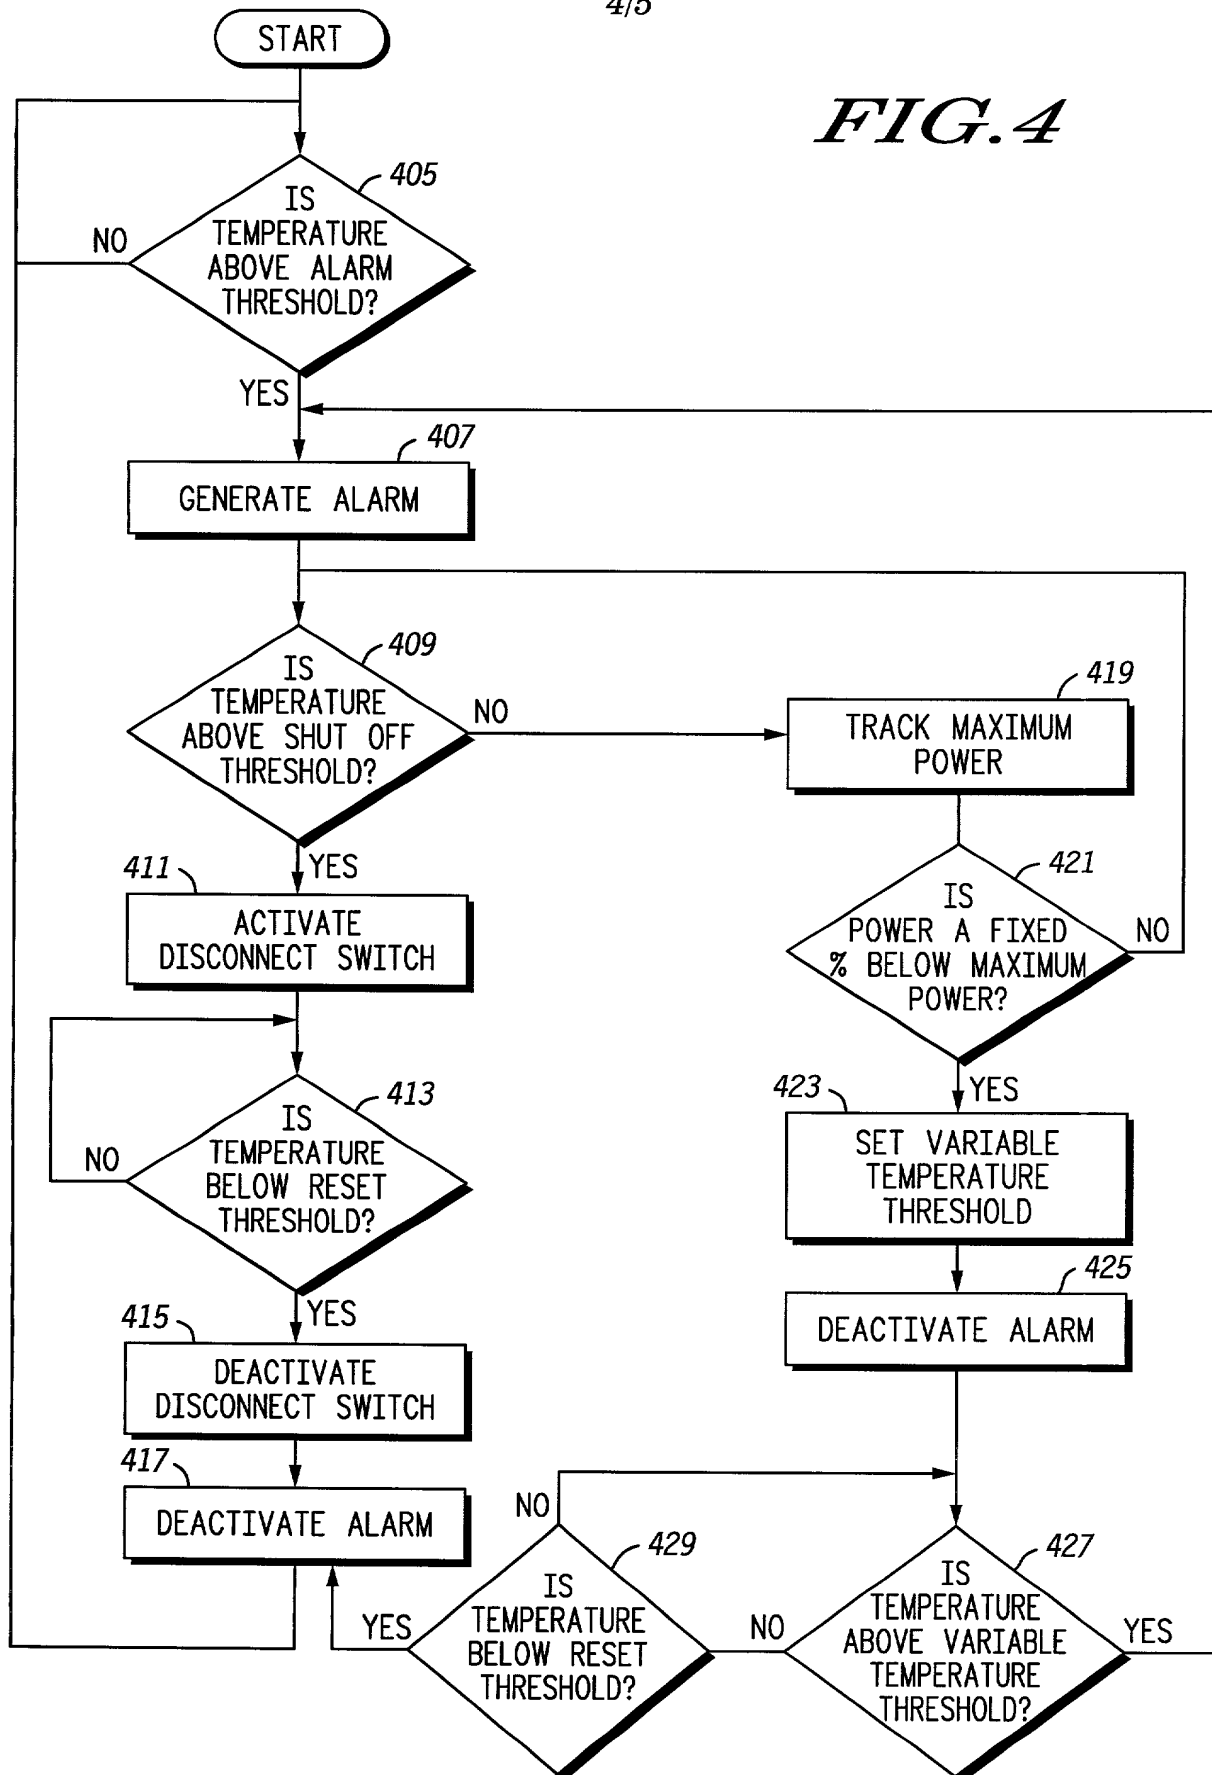 4/5
START
FIG.4
405
IS
TEMPERATURE
ABOVE ALARM
THRESHOLD?
NO
YES
407
GENERATE ALARM
409
IS
TEMPERATURE
ABOVE SHUT OFF
THRESHOLD?
NO
419
TRACK MAXIMUM
POWER
YES
411
ACTIVATE
DISCONNECT SWITCH
421
IS
POWER A FIXED
% BELOW MAXIMUM
POWER?
NO
YES
413
IS
TEMPERATURE
BELOW RESET
THRESHOLD?
NO
YES
423
SET VARIABLE
TEMPERATURE
THRESHOLD
425
DEACTIVATE ALARM
415
DEACTIVATE
DISCONNECT SWITCH
417
DEACTIVATE ALARM
NO
429
IS
TEMPERATURE
BELOW RESET
THRESHOLD?
YES
NO
427
IS
TEMPERATURE
ABOVE VARIABLE
TEMPERATURE
THRESHOLD?
YES